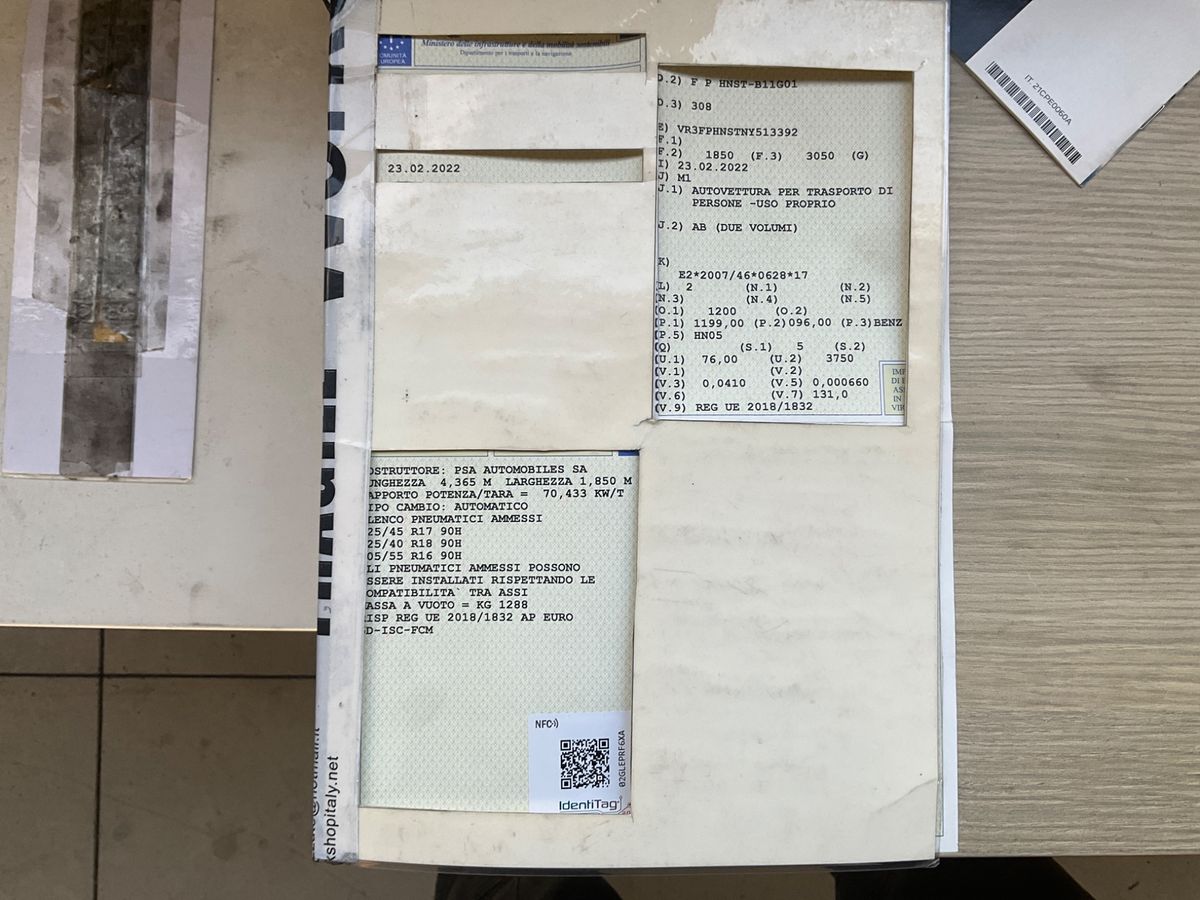 COMUNITÀ
EUROPEA
Ministero delle infrastrutture e della mobilità sostenibili
Dipartimento per i trasporti e la navigazione
23.02.2022
D.2) F P HNST-B11G01
D.3) 308
E) VR3FPHNSTNY513392
F.1)
F.2) 1850 (F.3) 3050 (G)
I) 23.02.2022
J) M1
J.1) AUTOVETTURA PER TRASPORTO DI
PERSONE -USO PROPRIO
J.2) AB (DUE VOLUMI)
K)
E2*2007/46*0628*17
(L) 2 (N.1) (N.2)
(N.3) (N.4) (N.5)
(O.1) 1200 (O.2)
(P.1) 1199,00 (P.2)096,00 (P.3)BENZ
(P.5) HN05
(Q) (S.1) 5 (S.2)
(U.1) 76,00 (U.2) 3750
(V.1) (V.2)
(V.3) 0,0410 (V.5) 0,000660
(V.6) (V.7) 131,0
(V.9) REG UE 2018/1832
OSTRUTTORE: PSA AUTOMOBILES SA
UNGHEZZA 4,365 M LARGHEZZA 1,850 M
APPORTO POTENZA/TARA = 70,433 KW/T
IPO CAMBIO: AUTOMATICO
LENCO PNEUMATICI AMMESSI
25/45 R17 90H
25/40 R18 90H
05/55 R16 90H
LI PNEUMATICI AMMESSI POSSONO
SSERE INSTALLATI RISPETTANDO LE
OMPATIBILITA` TRA ASSI
ASSA A VUOTO = KG 1288
ISP REG UE 2018/1832 AP EURO
D-ISC-FCM
NFC
02GLEPRF6XA
IdentiTag
IT. 21CPE0060A
kshopitaly.net